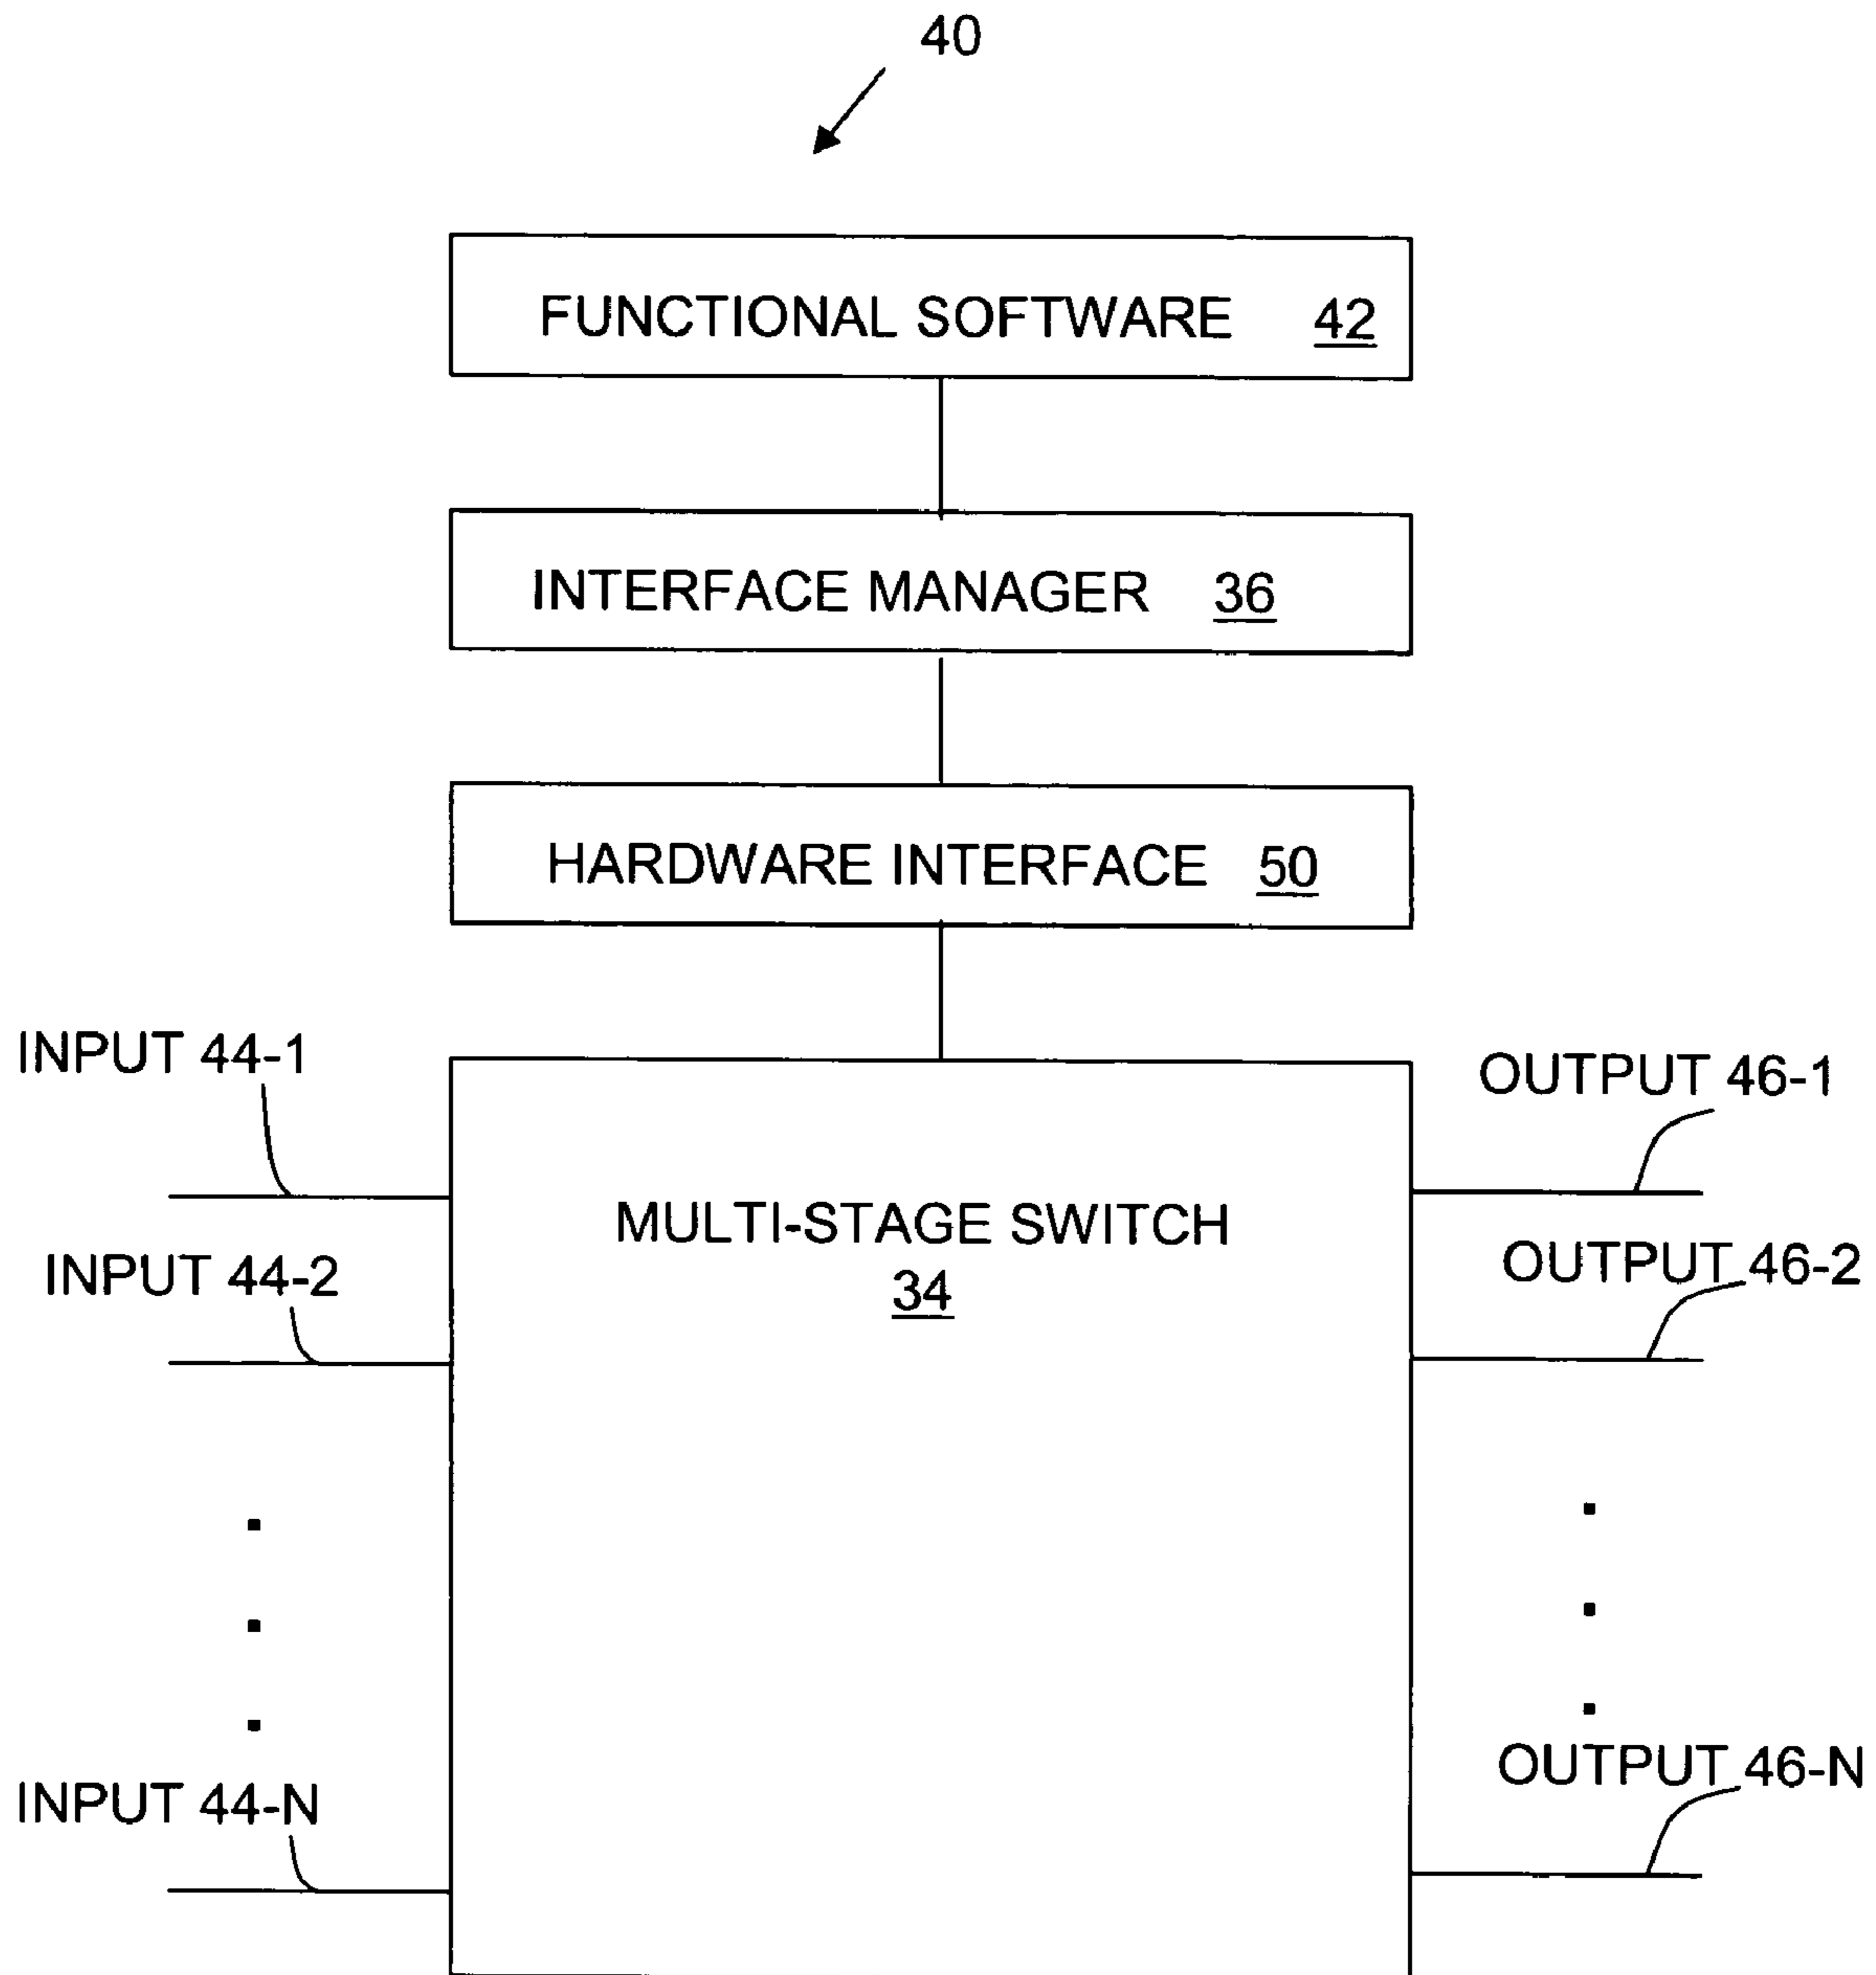 40
FUNCTIONAL SOFTWARE 42
INTERFACE MANAGER 36
HARDWARE INTERFACE 50
INPUT 44-1
OUTPUT 46-1
MULTI-STAGE SWITCH
34
INPUT 44-2
OUTPUT 46-2
INPUT 44-N
OUTPUT 46-N